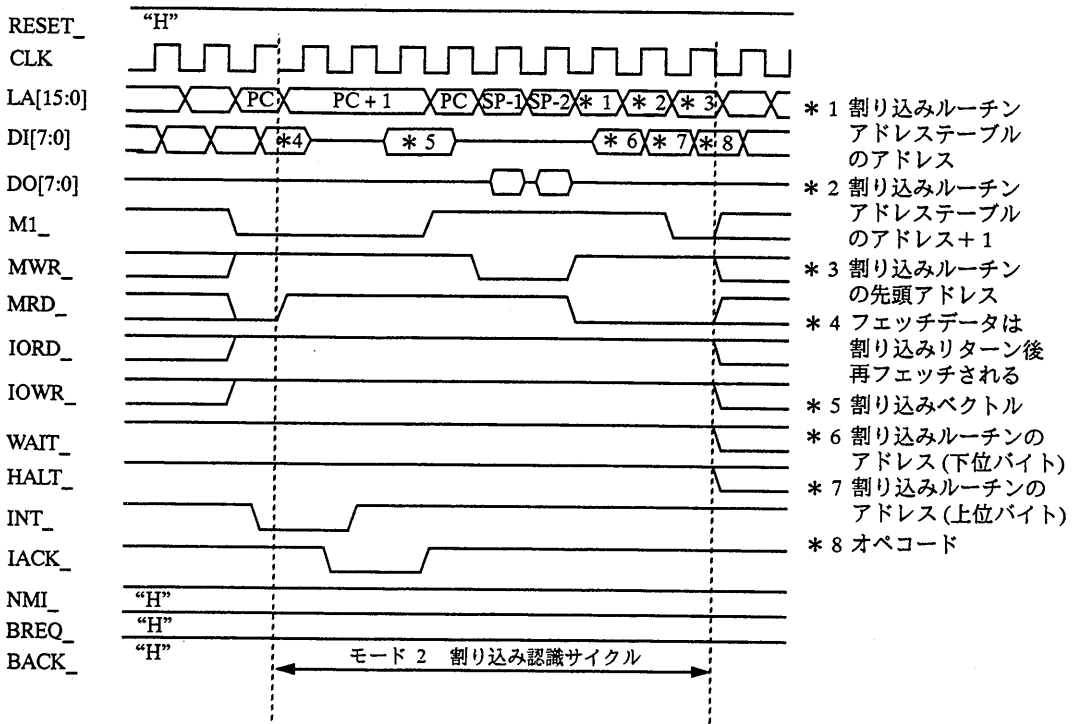 RESET_ “H”
CLK
LA[15:0] PC PC + 1 PC SP-1 SP-2 ＊1 ＊2 ＊3
DI[7:0] ＊4 ＊5 ＊6 ＊7 ＊8
DO[7:0]
M1_
MWR_
MRD_
IORD_
IOWR_
WAIT_
HALT_
INT_
IACK_
NMI_ “H”
BREQ_ “H”
BACK_ “H”
モード 2 割り込み認識サイクル
＊1 割り込みルーチン
アドレステーブル
のアドレス
＊2 割り込みルーチン
アドレステーブル
のアドレス＋1
＊3 割り込みルーチン
の先頭アドレス
＊4 フェッチデータは
割り込みリターン後
再フェッチされる
＊5 割り込みベクトル
＊6 割り込みルーチンの
アドレス(下位バイト)
＊7 割り込みルーチンの
アドレス(上位バイト)
＊8 オペコード